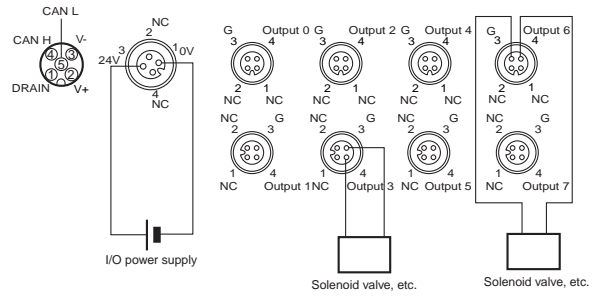 CAN L
CAN H
V-
4 3
5
1 2
DRAIN
V+
NC
2
3
24V
1
0V
4
NC
I/O power supply
G Output 0 G Output 2 G Output 4 G Output 6
3 4 3 4 3 4 3 4
2 1 2 1 2 1 2 1
NC NC NC NC NC NC NC NC
NC G NC G NC G NC G
2 3 2 3 2 3 2 3
1 4 1 4 1 4 1 4
NC Output 1 NC Output 3 NC Output 5 NC Output 7
Solenoid valve, etc.
Solenoid valve, etc.